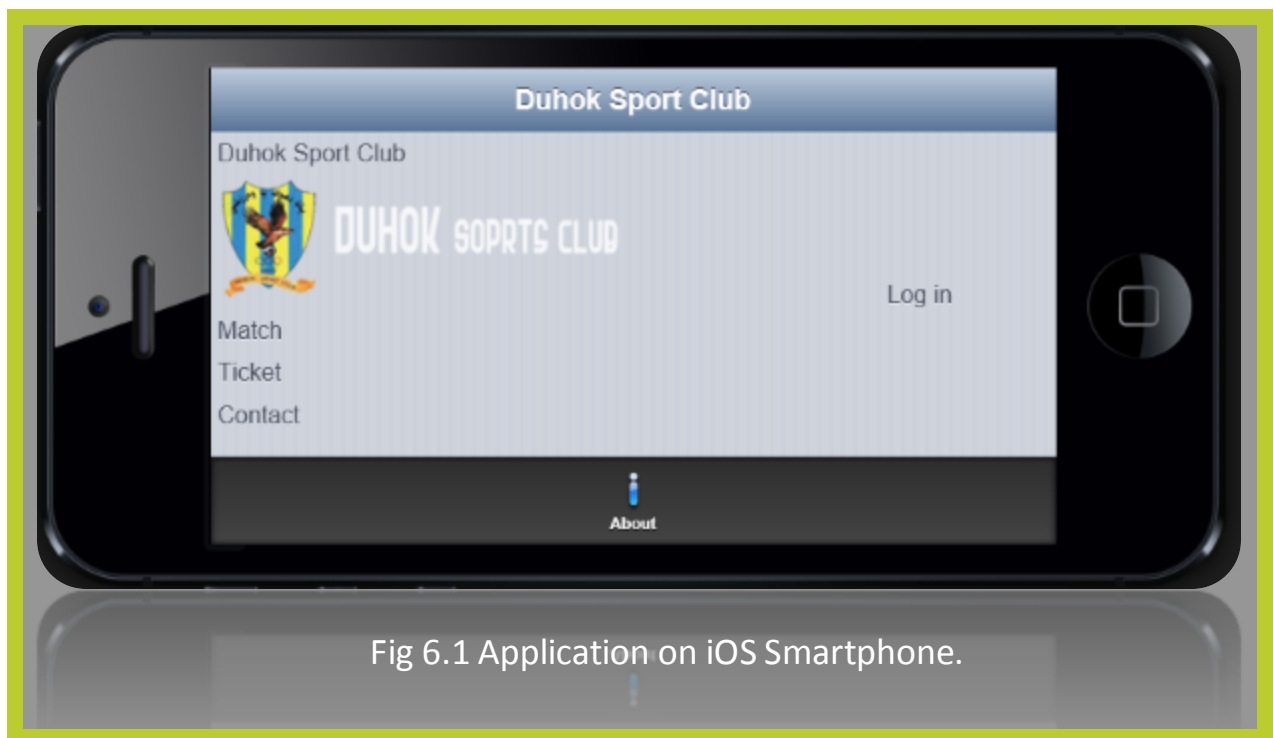 Duhok Sport Club
Duhok Sport Club
DUHOK SOPRTS CLUB
Log in
Match
Ticket
Contact
About
Fig 6.1 Application on iOS Smartphone.